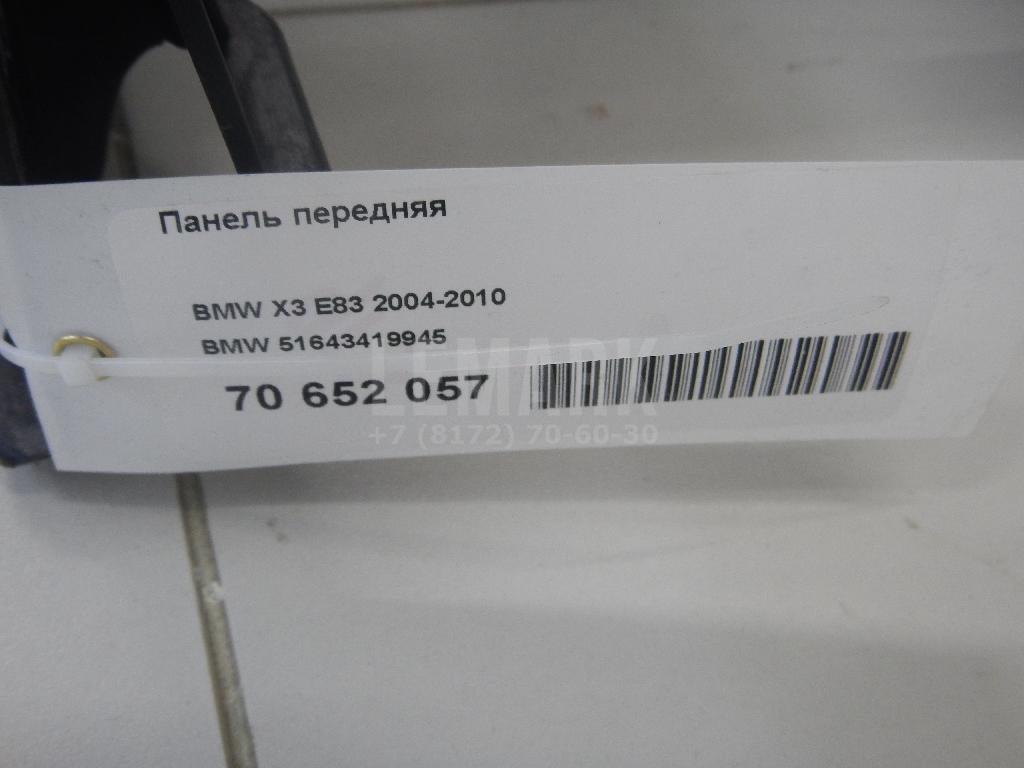 Панель передняя
BMW X3 E83 2004-2010
BMW 51643419945
70 652 057
LEMARK
+7 (8172) 70-60-30